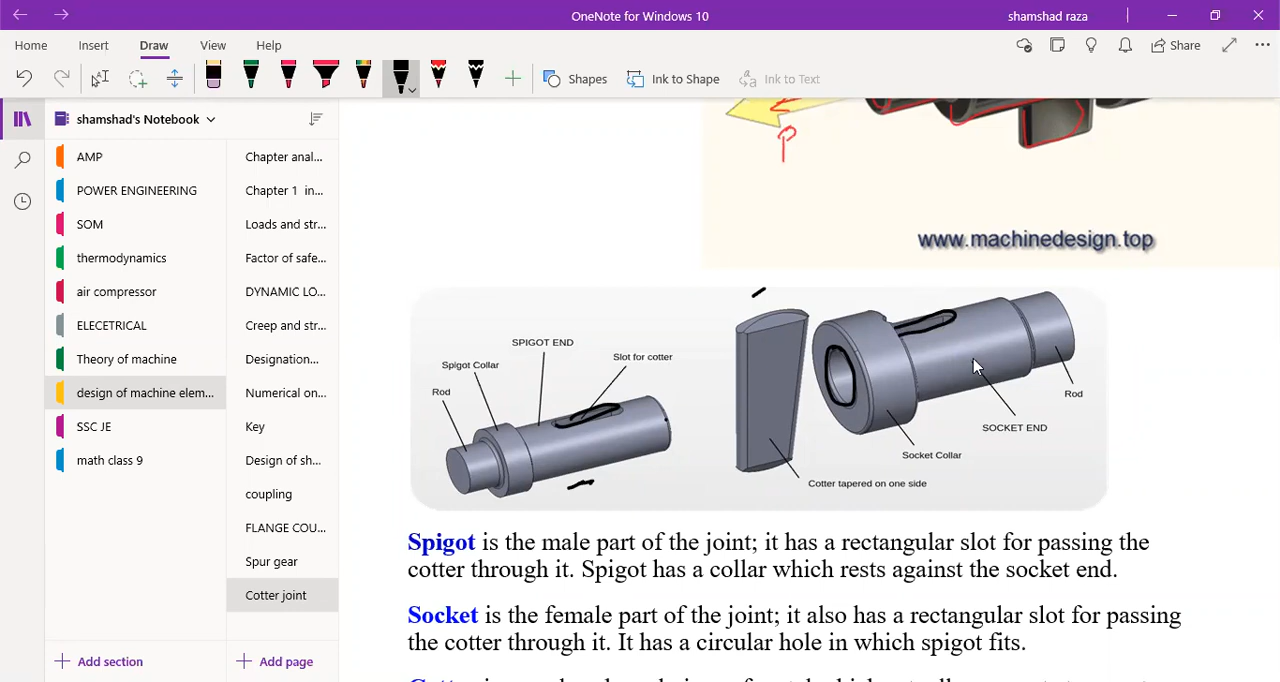 OneNote for Windows 10
shamshad raza
Home
Insert
Draw
View
Help
Share
Shapes
Ink to Shape
Ink to Text
shamshad's Notebook
AMP
POWER ENGINEERING
SOM
thermodynamics
air compressor
ELECETRICAL
Theory of machine
design of machine elem...
SSC JE
math class 9
Add section
Chapter anal...
Chapter 1 in...
Loads and str...
Factor of safe...
DYNAMIC LO...
Creep and str...
Designation...
Numerical on...
Key
Design of sh...
coupling
FLANGE COU...
Spur gear
Cotter joint
Add page
P
www.machinedesign.top
SPIGOT END
Slot for cotter
Spigot Collar
Rod
Rod
SOCKET END
Socket Collar
Cotter tapered on one side
Spigot is the male part of the joint; it has a rectangular slot for passing the
cotter through it. Spigot has a collar which rests against the socket end.
Socket is the female part of the joint; it also has a rectangular slot for passing
the cotter through it. It has a circular hole in which spigot fits.